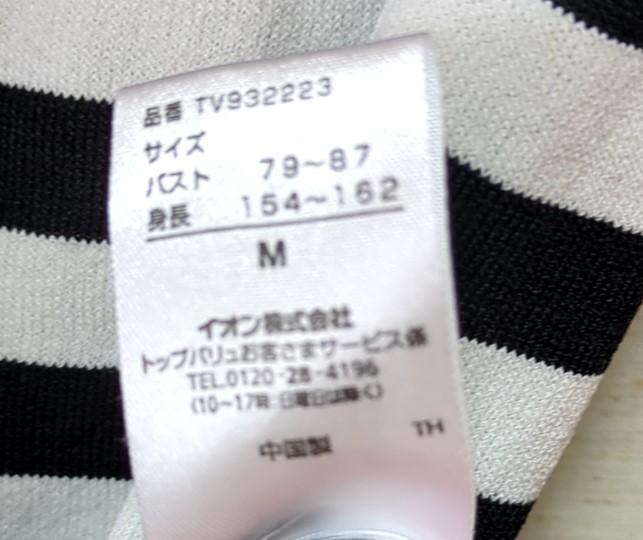 品番 TV932223
サイズ
バスト 79～87
身長 154～162
M
イオン株式会社
トップバリュお客さまサービス係
TEL.0120-28-4196
(10～17時:日曜日は除く)
TH
中国製